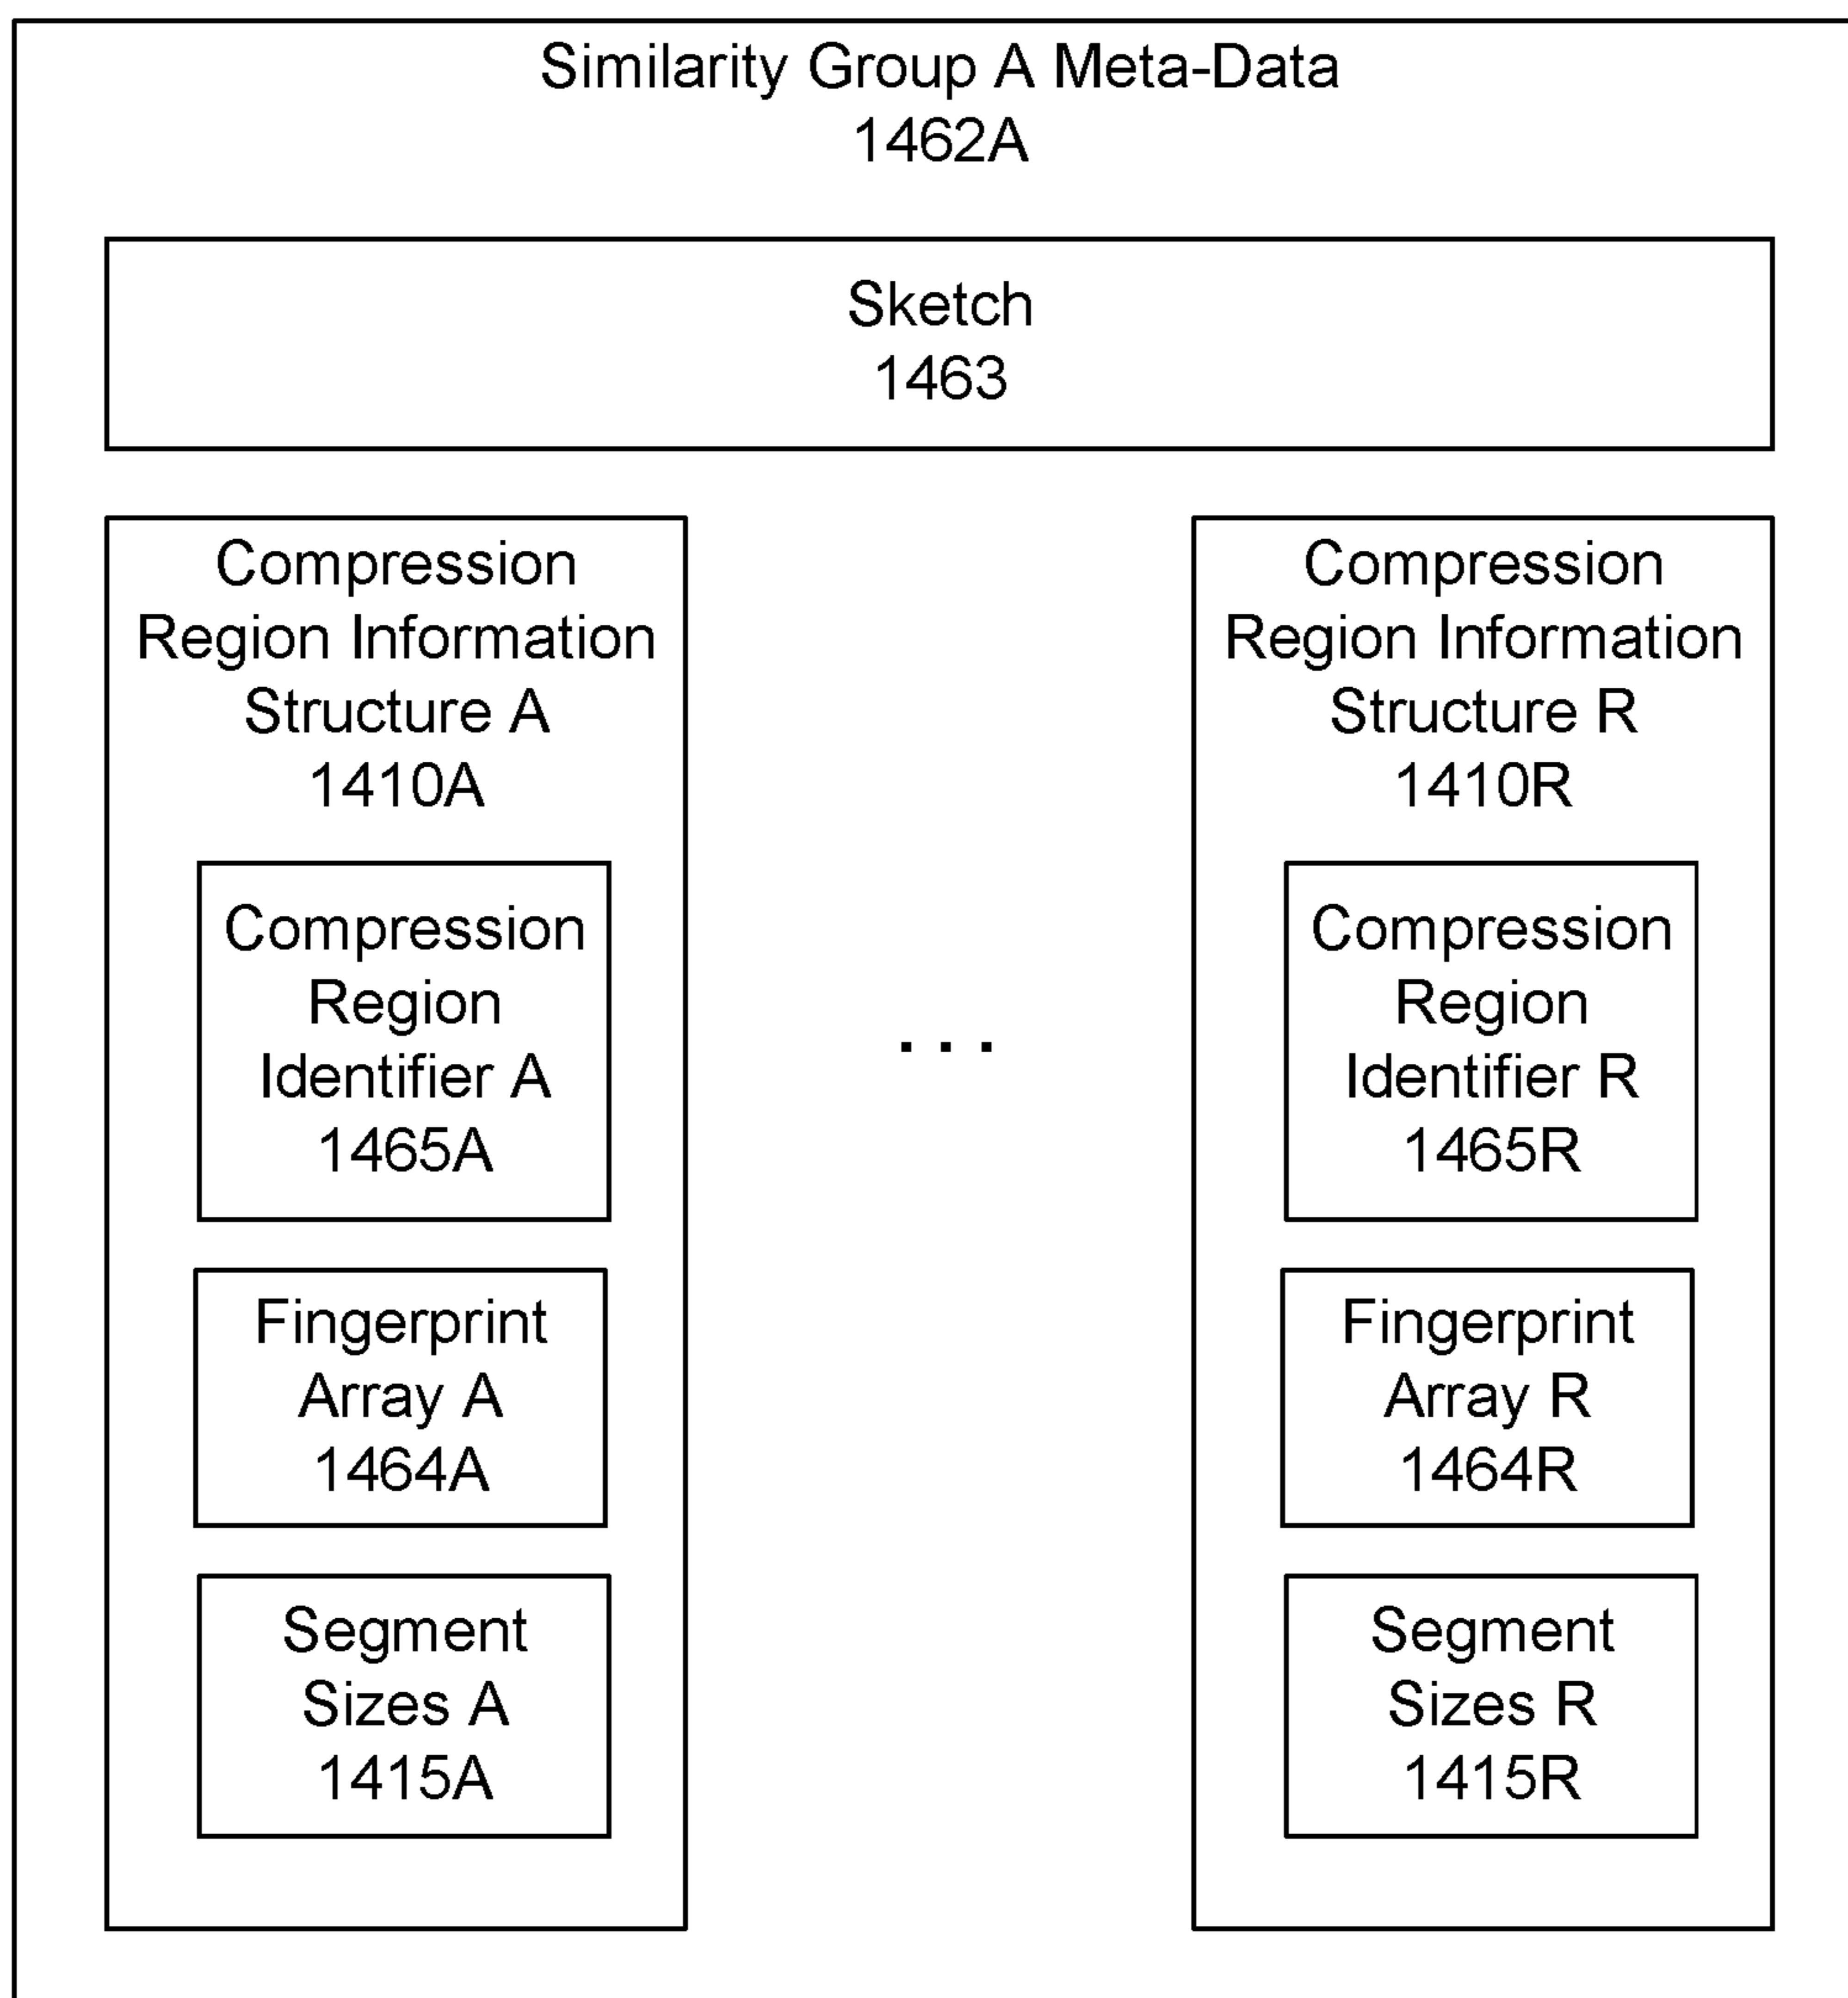 Similarity Group A Meta-Data
1462A
Sketch
1463
Compression
Region Information
Structure A
1410A
Compression
Region
Identifier A
1465A
Fingerprint
Array A
1464A
Segment
Sizes A
1415A
...
Compression
Region Information
Structure R
1410R
Compression
Region
Identifier R
1465R
Fingerprint
Array R
1464R
Segment
Sizes R
1415R